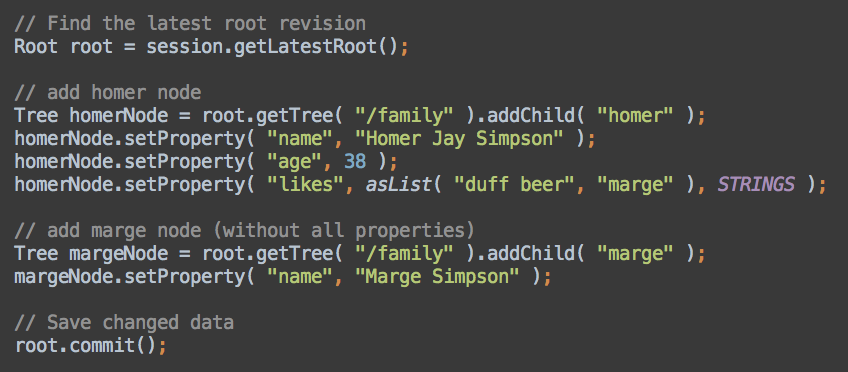 // Find the latest root revision
Root root = session.getLatestRoot();
// add homer node
Tree homerNode = root.getTree( "/family" ).addChild( "homer" );
homerNode.setProperty( "name", "Homer Jay Simpson" );
homerNode.setProperty( "age", 38 );
homerNode.setProperty( "likes", asList( "duff beer", "marge" ), STRINGS );
// add marge node (without all properties)
Tree margeNode = root.getTree( "/family" ).addChild( "marge" );
margeNode.setProperty( "name", "Marge Simpson" );
// Save changed data
root.commit();